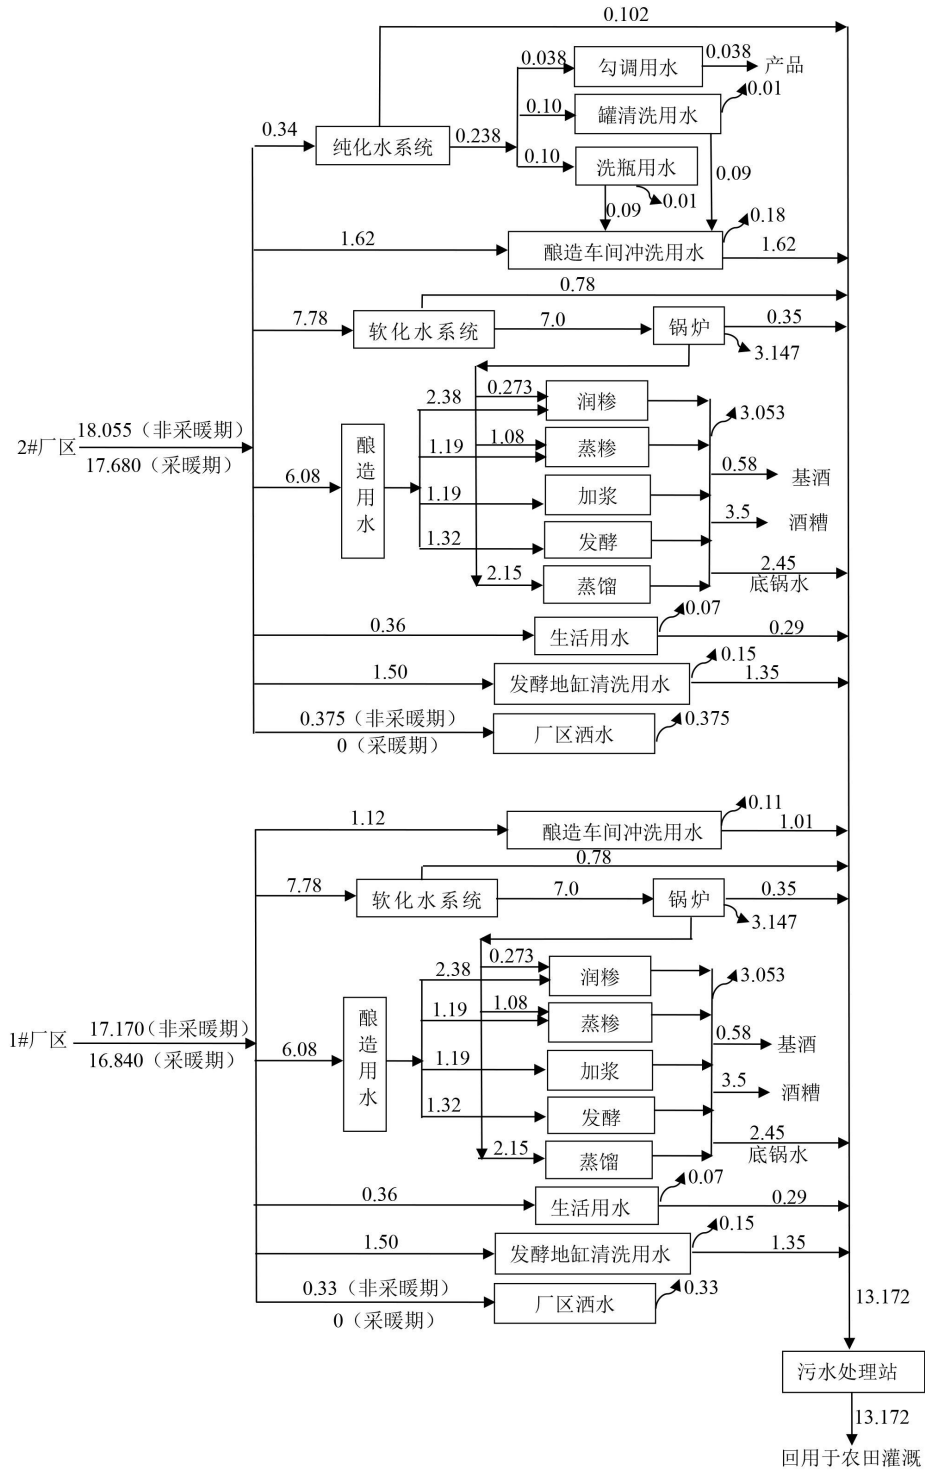 0.102
0.038 勾调用水 0.038 产品
0.10 罐清洗用水 0.01
0.34 纯化水系统 0.238
0.10 洗瓶用水 0.09
0.09 0.01
1.62 酿造车间冲洗用水 0.18 1.62
0.78
7.78 软化水系统 7.0 锅炉 0.35
3.147
2.38 0.273 润糁
3.053
1.19 1.08 蒸糁
2#厂区 18.055（非采暖期）
17.680（采暖期）
0.58 基酒
6.08 酿造用水 1.19 加浆
3.5 酒糟
1.32 发酵
2.15 蒸馏
2.45
底锅水
0.36 生活用水 0.07 0.29
1.50 发酵地缸清洗用水 0.15 1.35
0.375（非采暖期）
0（采暖期）
厂区洒水 0.375
1.12 酿造车间冲洗用水 0.11 1.01
0.78
7.78 软化水系统 7.0 锅炉 0.35
3.147
2.38 0.273 润糁
3.053
1.19 1.08 蒸糁
1#厂区 17.170（非采暖期）
16.840（采暖期）
0.58 基酒
6.08 酿造用水 1.19 加浆
3.5 酒糟
1.32 发酵
2.15 蒸馏
2.45
底锅水
0.36 生活用水 0.07 0.29
1.50 发酵地缸清洗用水 0.15 1.35
0.33（非采暖期）
0（采暖期）
厂区洒水 0.33
13.172
污水处理站
13.172
回用于农田灌溉